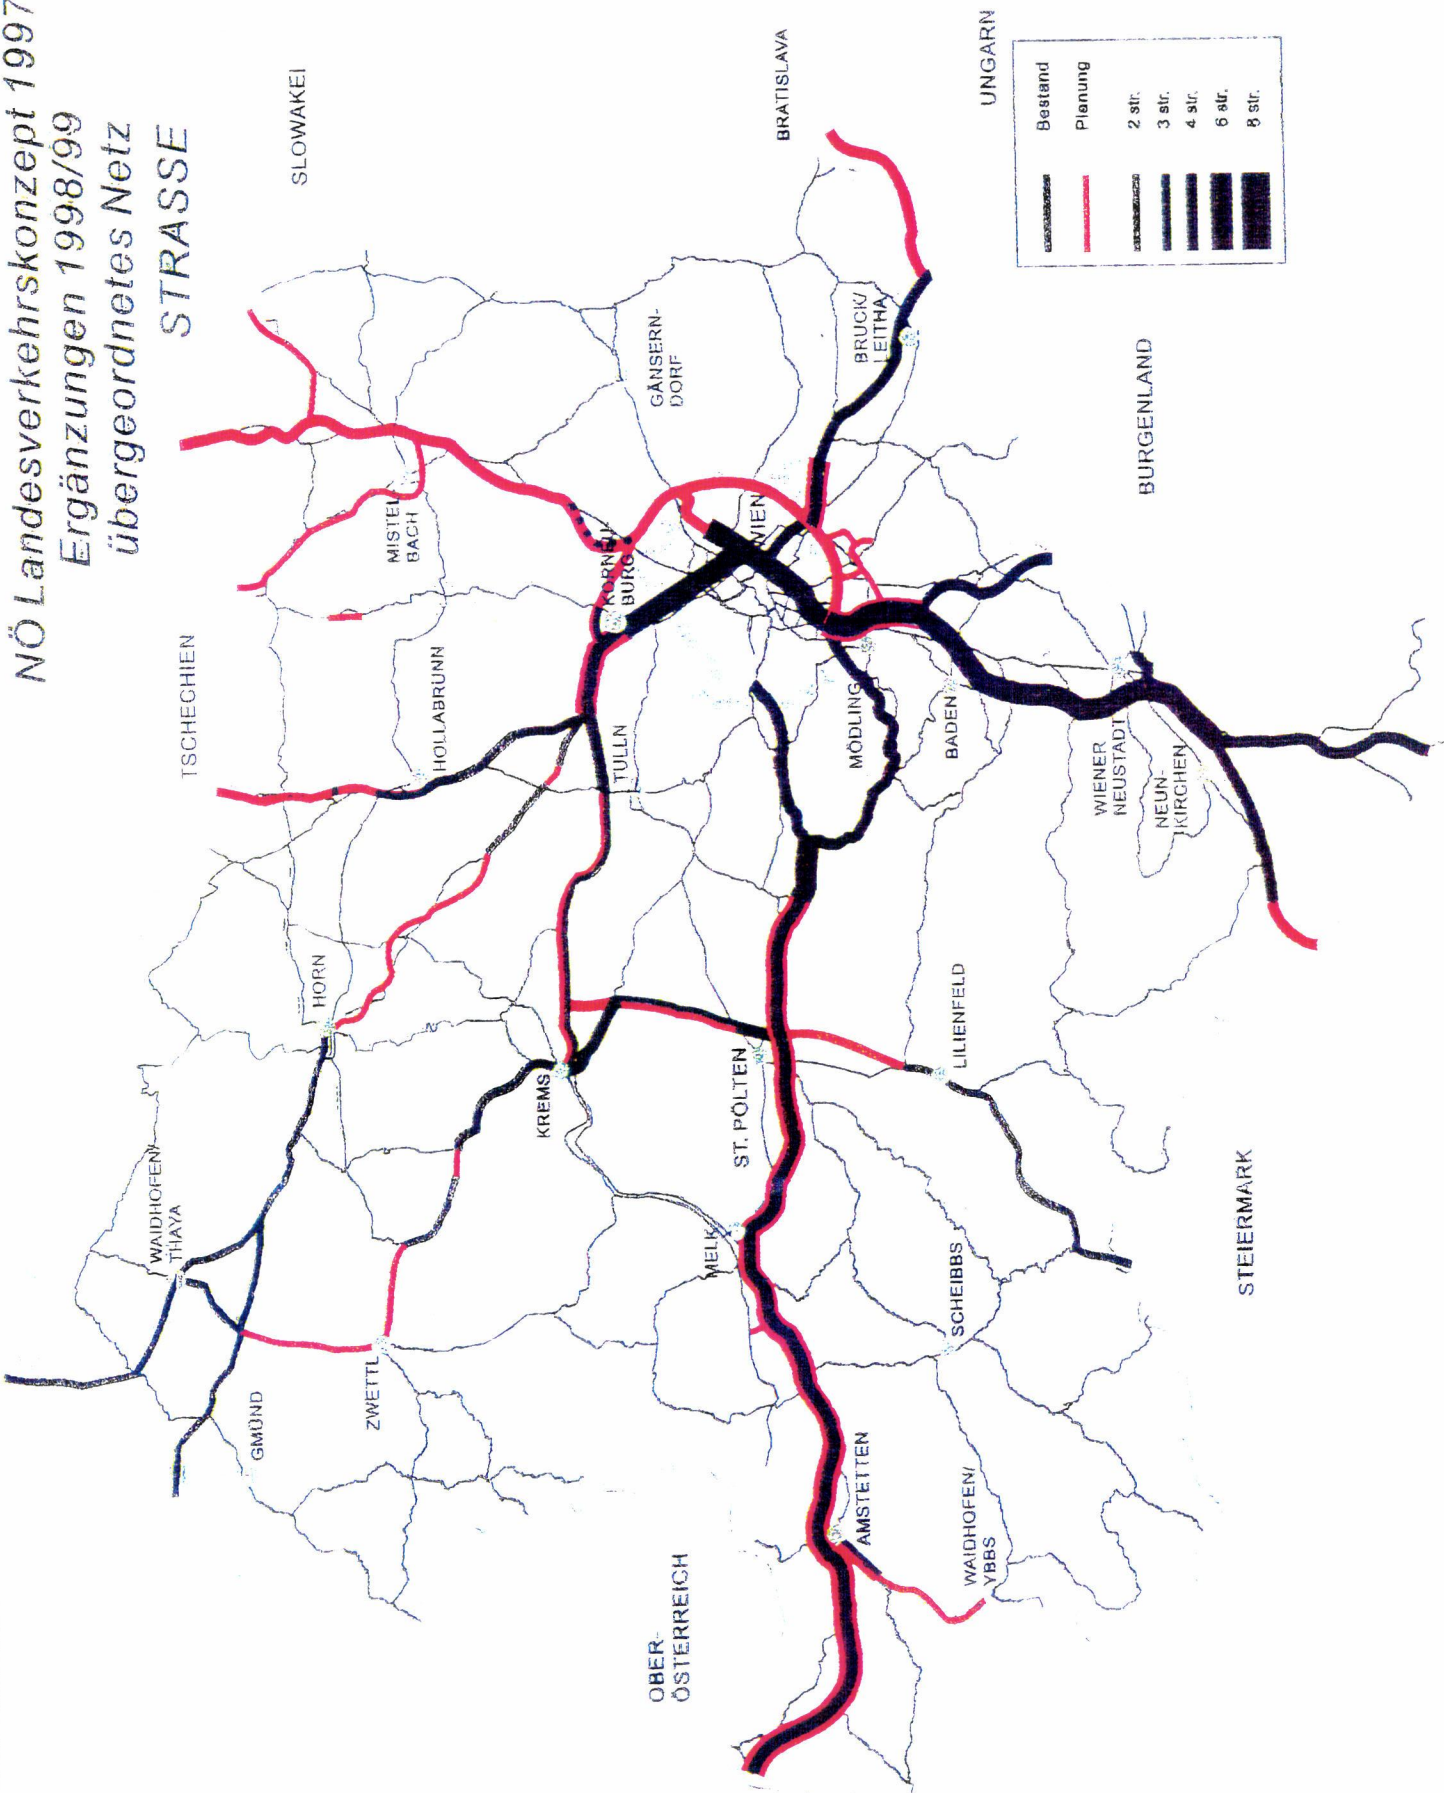 NÖ Landesverkehrskonzept 1997
Ergänzungen 1998/99
übergeordnetes Netz
STRASSE
SLOWAKEI
TSCHECHIEN
BRATISLAVA
UNGARN
BURGENLAND
STEIERMARK
OBER-
ÖSTERREICH
WAIDHOFEN/
THAYA
GMÜND
ZWETTL
HORN
HOLLABRUNN
MISTEL
BACH
KORNEU
BURG
GÄNSERN-
DORF
BRUCK/
LEITHA
WIEN
TULLN
KREMS
ST. PÖLTEN
MELK
MÖDLING
BADEN
WIENER
NEUSTADT
NEUN-
KIRCHEN
LILIENFELD
SCHEIBBS
AMSTETTEN
WAIDHOFEN/
YBBS
Bestand
Planung
2 str.
3 str.
4 str.
6 str.
8 str.